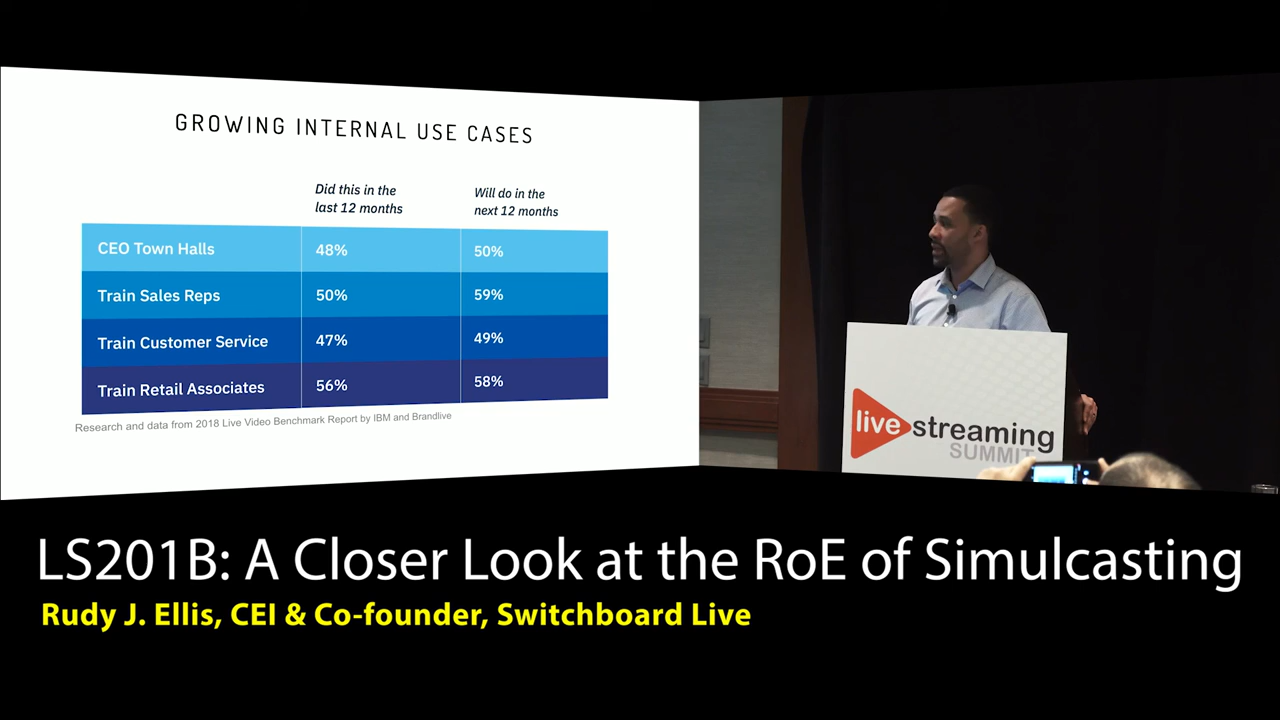 GROWING INTERNAL USE CASES
Did this in the last 12 months
Will do in the next 12 months
CEO Town Halls 48% 50%
Train Sales Reps 50% 59%
Train Customer Service 47% 49%
Train Retail Associates 56% 58%
Research and data from 2018 Live Video Benchmark Report by IBM and Brandlive
live streaming
SUMMIT
LS201B: A Closer Look at the RoE of Simulcasting
Rudy J. Ellis, CEI & Co-founder, Switchboard Live